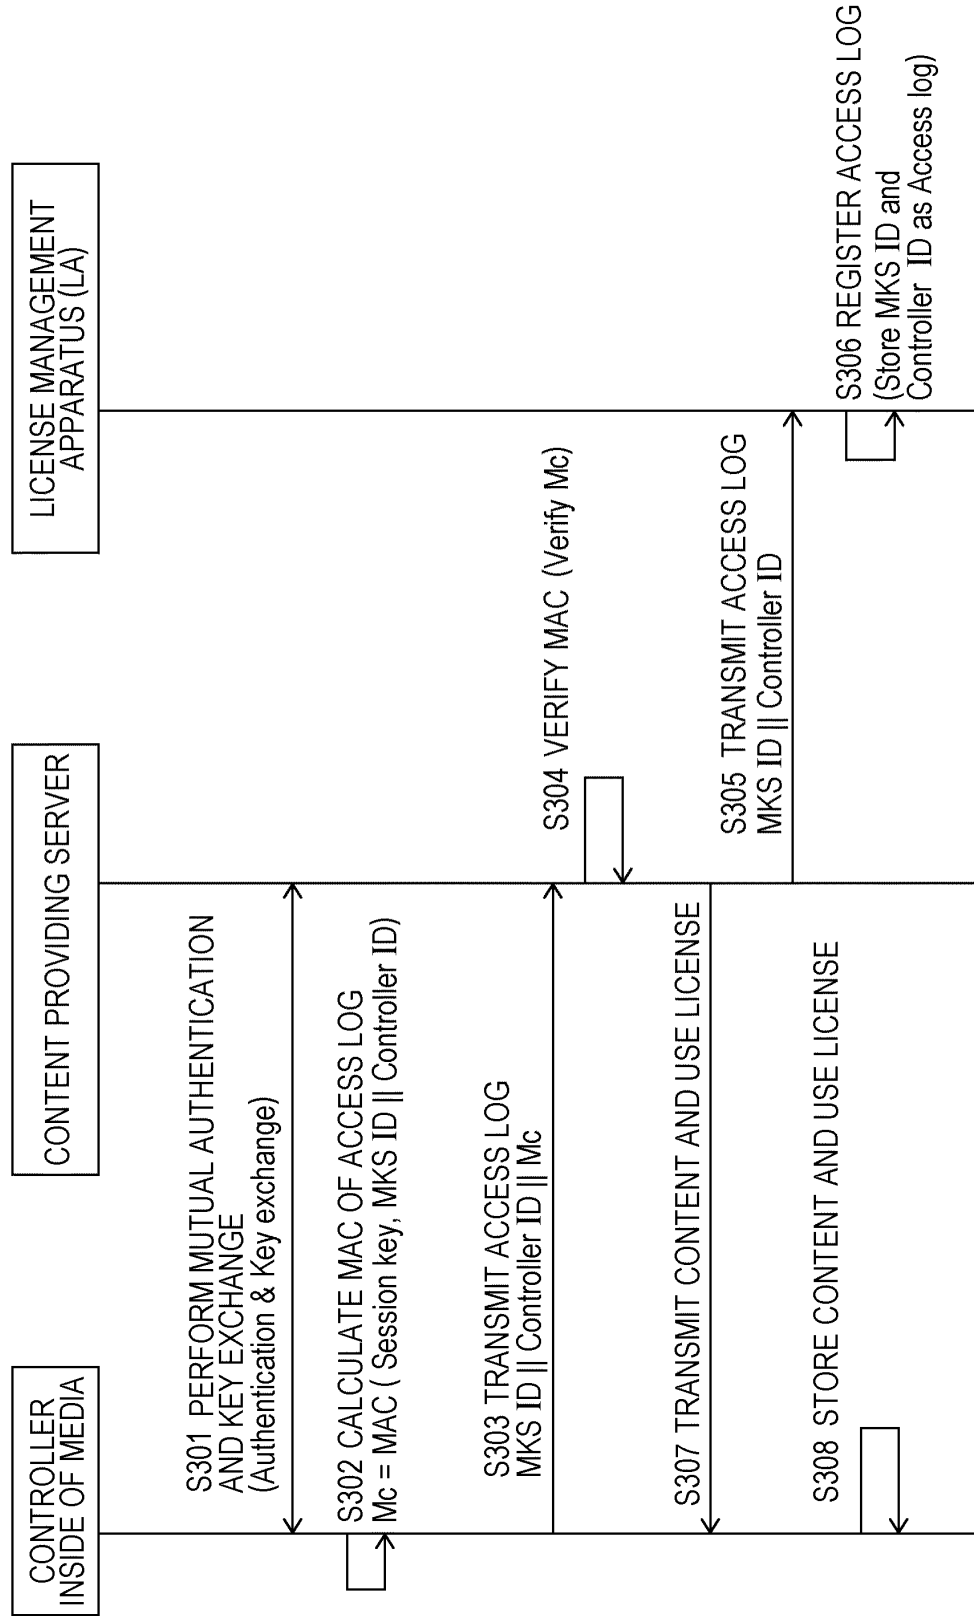 CONTROLLER
INSIDE OF MEDIA
CONTENT PROVIDING SERVER
LICENSE MANAGEMENT
APPARATUS (LA)
S301 PERFORM MUTUAL AUTHENTICATION
AND KEY EXCHANGE
(Authentication & Key exchange)
S302 CALCULATE MAC OF ACCESS LOG
Mc = MAC ( Session key, MKS ID || Controller ID)
S303 TRANSMIT ACCESS LOG
MKS ID || Controller ID || Mc
S304 VERIFY MAC (Verify Mc)
S305 TRANSMIT ACCESS LOG
MKS ID || Controller ID
S306 REGISTER ACCESS LOG
(Store MKS ID and
Controller ID as Access log)
S307 TRANSMIT CONTENT AND USE LICENSE
S308 STORE CONTENT AND USE LICENSE